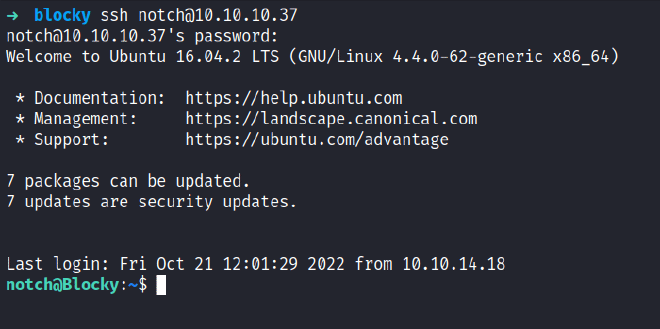 → blocky ssh notch@10.10.10.37
notch@10.10.10.37's password:
Welcome to Ubuntu 16.04.2 LTS (GNU/Linux 4.4.0-62-generic x86_64)
* Documentation: https://help.ubuntu.com
* Management: https://landscape.canonical.com
* Support: https://ubuntu.com/advantage
7 packages can be updated.
7 updates are security updates.
Last login: Fri Oct 21 12:01:29 2022 from 10.10.14.18
notch@Blocky:~$